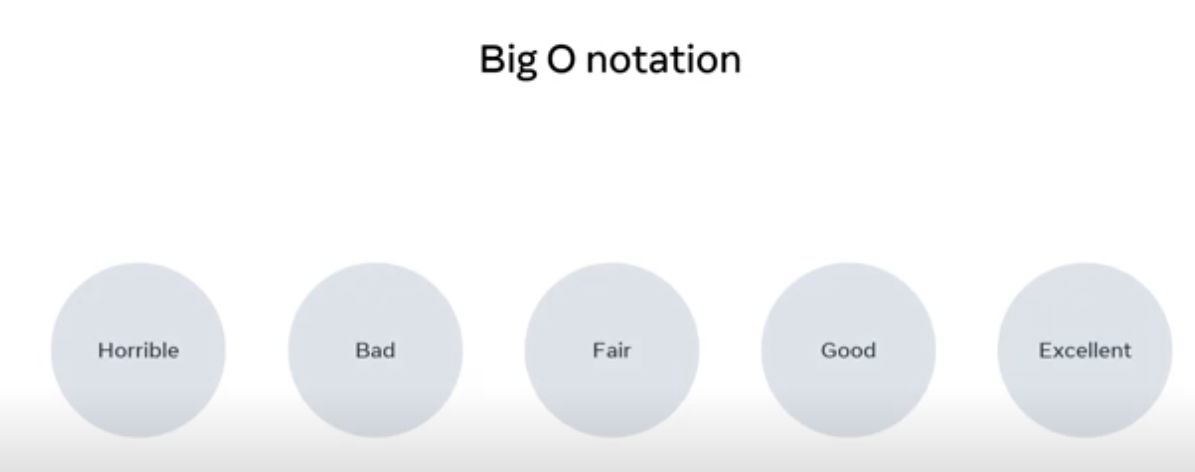 Big O notation
Horrible
Bad
Fair
Good
Excellent